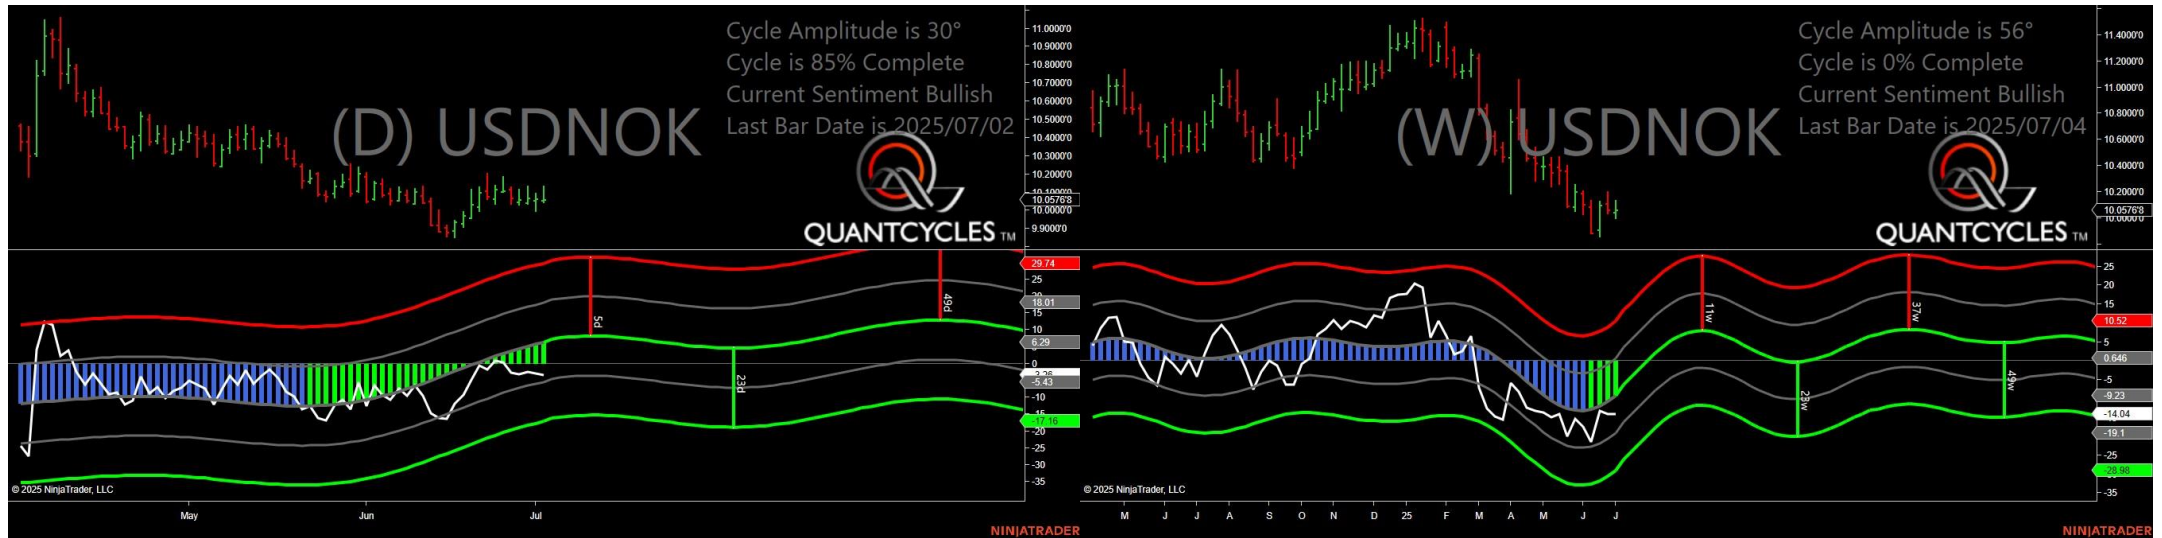 Cycle Amplitude is 30°
Cycle is 85% Complete
Current Sentiment Bullish
Last Bar Date is 2025/07/02
(D) USDNOK
QUANTCYCLES TM
11.0000'0
10.9000'0
10.8000'0
10.7000'0
10.6000'0
10.5000'0
10.4000'0
10.3000'0
10.2000'0
10.1000'0
10.0576'8
10.0000'0
9.9000'0
29.74
25
18.01
15
10
6.29
0
-5.43
-10
-15
-17.16
-20
-25
-30
-35
5d
23d
49d
© 2025 NinjaTrader, LLC
May Jun Jul
NINJATRADER
Cycle Amplitude is 56°
Cycle is 0% Complete
Current Sentiment Bullish
Last Bar Date is 2025/07/04
(W) USDNOK
QUANTCYCLES TM
11.4000'0
11.2000'0
11.0000'0
10.8000'0
10.6000'0
10.4000'0
10.2000'0
10.0576'8
25
20
15
10.52
5
0.646
-5
-9.23
-14.04
-19.1
-25
-28.98
-35
11w
23w
37w
49w
© 2025 NinjaTrader, LLC
M J J A S O N D 25 F M A M J J
NINJATRADER